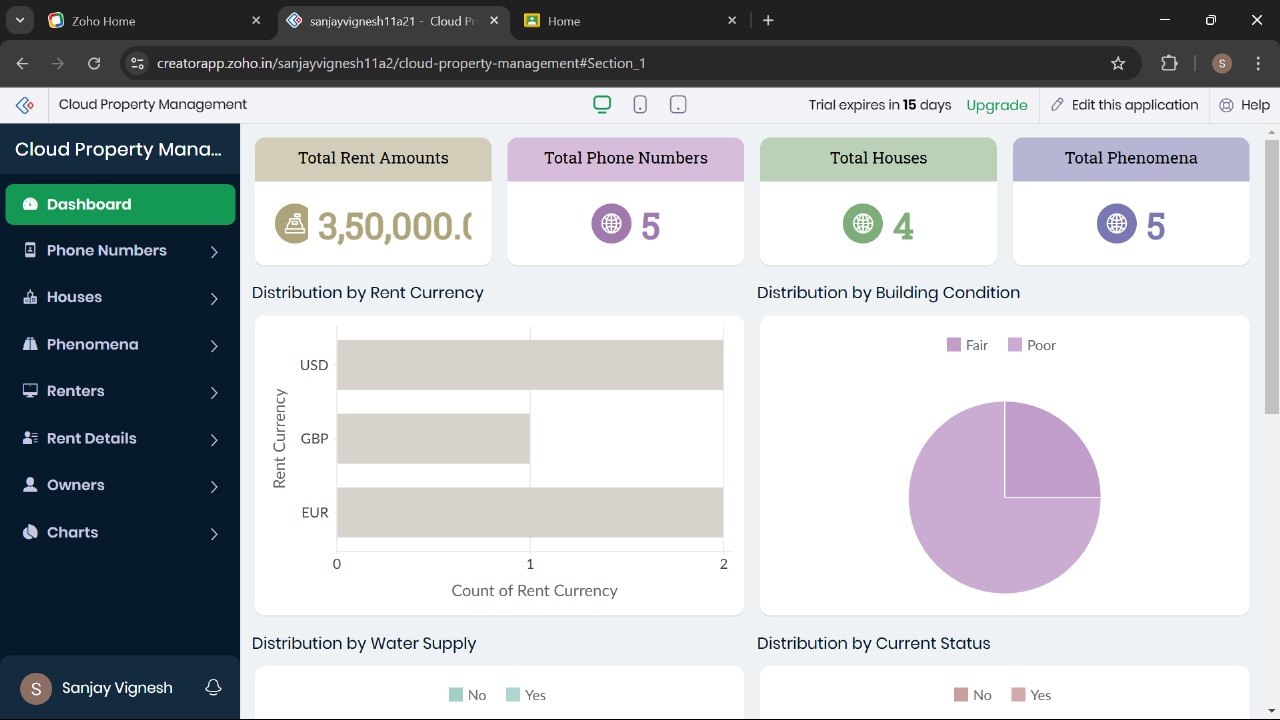 Zoho Home
sanjayvignesh11a21 - Cloud Pr
Home
creatorapp.zoho.in/sanjayvignesh11a2/cloud-property-management#Section_1
S
Cloud Property Management
Trial expires in 15 days
Upgrade
Edit this application
Help
Cloud Property Mana...
Dashboard
Phone Numbers
Houses
Phenomena
Renters
Rent Details
Owners
Charts
S
Sanjay Vignesh
Total Rent Amounts
3,50,000.0
Total Phone Numbers
5
Total Houses
4
Total Phenomena
5
Distribution by Rent Currency
Rent Currency
USD
GBP
EUR
0 1 2
Count of Rent Currency
Distribution by Building Condition
Fair Poor
Distribution by Water Supply
No Yes
Distribution by Current Status
No Yes